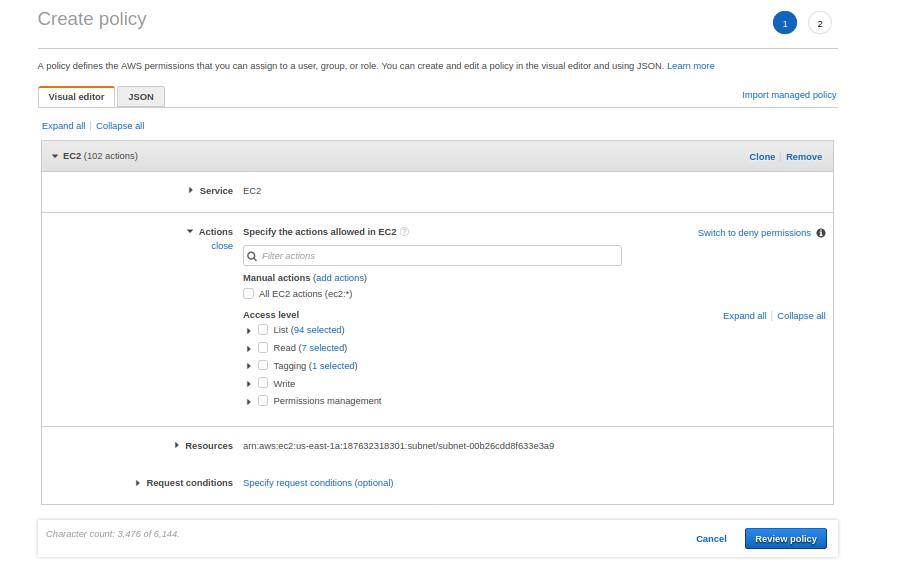 Create policy
1 2
A policy defines the AWS permissions that you can assign to a user, group, or role. You can create and edit a policy in the visual editor and using JSON. Learn more
Visual editor JSON
Import managed policy
Expand all | Collapse all
EC2 (102 actions)
Clone | Remove
Service EC2
Actions Specify the actions allowed in EC2 ?
Switch to deny permissions
close
Filter actions
Manual actions (add actions)
All EC2 actions (ec2:*)
Access level
Expand all | Collapse all
List (94 selected)
Read (7 selected)
Tagging (1 selected)
Write
Permissions management
Resources arn:aws:ec2:us-east-1a:187632318301:subnet/subnet-00b26cdd8f633e3a9
Request conditions Specify request conditions (optional)
Character count: 3,476 of 6,144.
Cancel Review policy